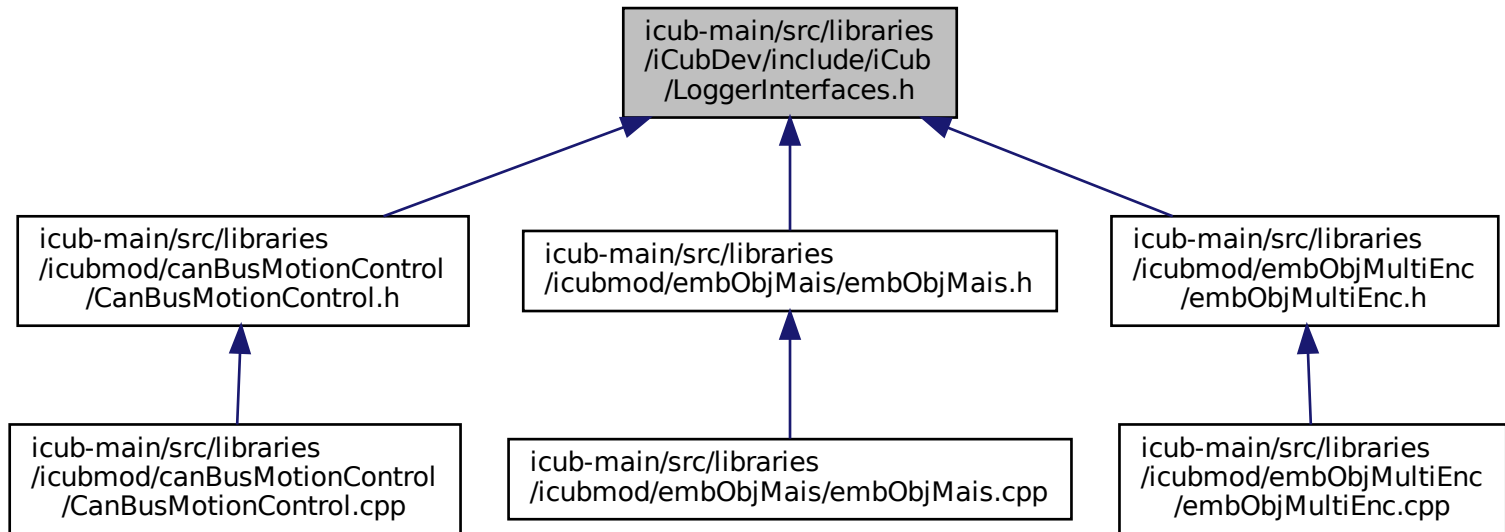 icub-main/src/libraries
/iCubDev/include/iCub
/LoggerInterfaces.h
icub-main/src/libraries
/icubmod/canBusMotionControl
/CanBusMotionControl.h
icub-main/src/libraries
/icubmod/embObjMais/embObjMais.h
icub-main/src/libraries
/icubmod/embObjMultiEnc
/embObjMultiEnc.h
icub-main/src/libraries
/icubmod/canBusMotionControl
/CanBusMotionControl.cpp
icub-main/src/libraries
/icubmod/embObjMais/embObjMais.cpp
icub-main/src/libraries
/icubmod/embObjMultiEnc
/embObjMultiEnc.cpp